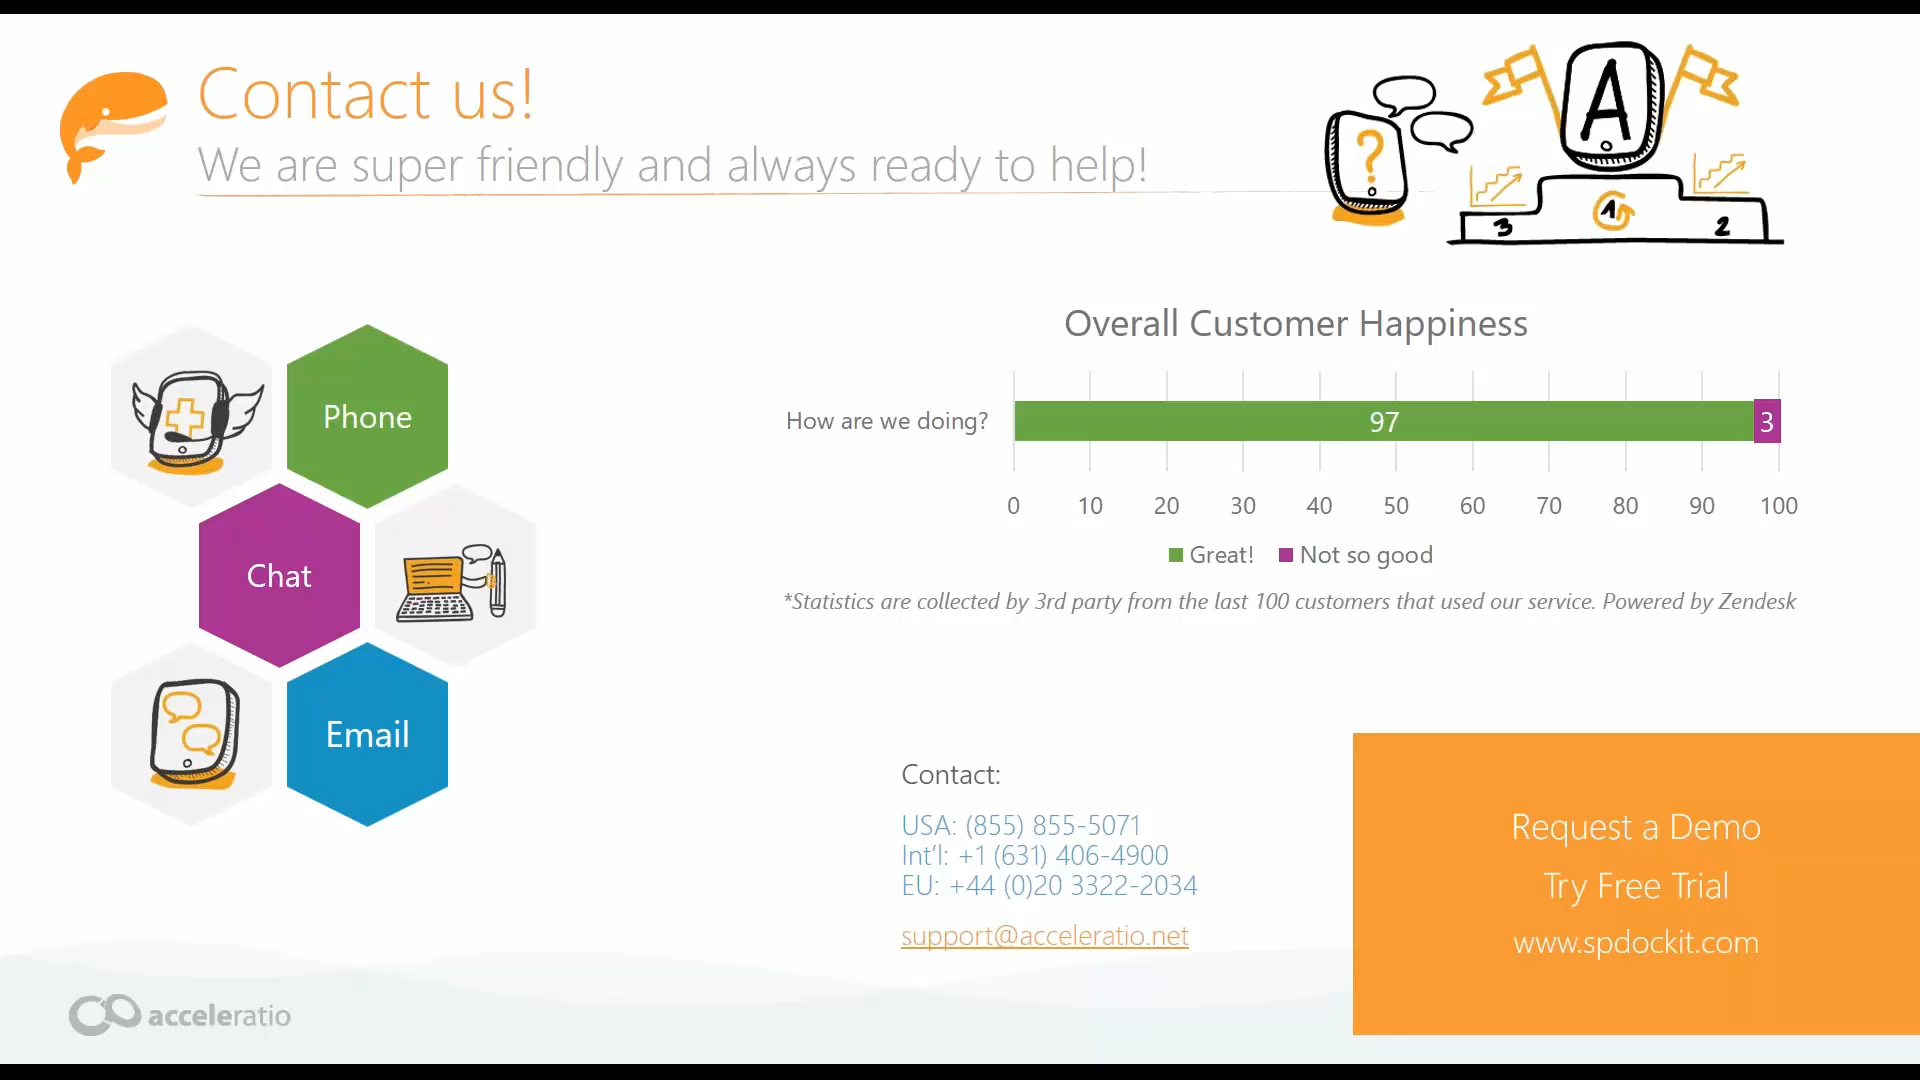 Contact us!
We are super friendly and always ready to help!
?
A
3
1
2
Phone
Chat
Email
Overall Customer Happiness
How are we doing?
97
3
0 10 20 30 40 50 60 70 80 90 100
Great! Not so good
*Statistics are collected by 3rd party from the last 100 customers that used our service. Powered by Zendesk
Contact:
USA: (855) 855-5071
Int'l: +1 (631) 406-4900
EU: +44 (0)20 3322-2034
support@acceleratio.net
Request a Demo
Try Free Trial
www.spdockit.com
acceleratio